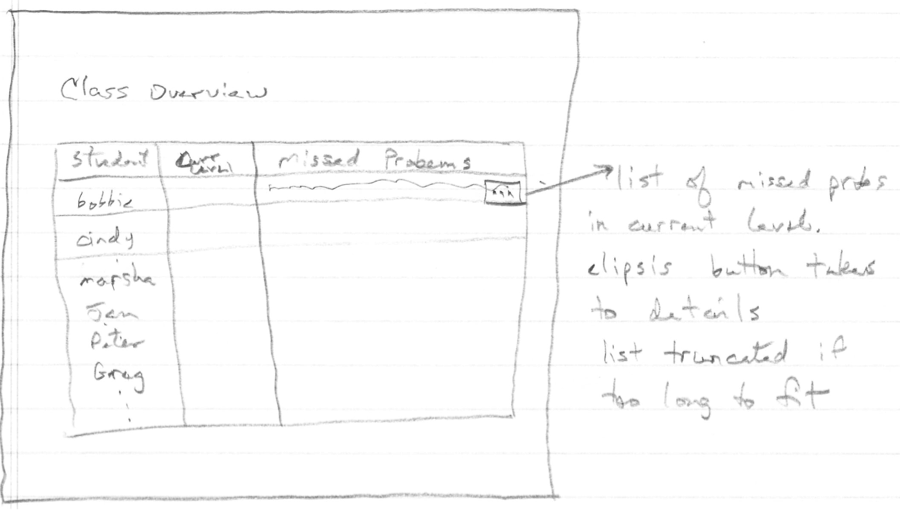 Class Overview
Student Curr Level Missed Probems
bobbie ...
cindy
marsha
Jan
Peter
Greg
list of missed probs
in current level.
elipsis button takes
to details
list truncated if
too long to fit